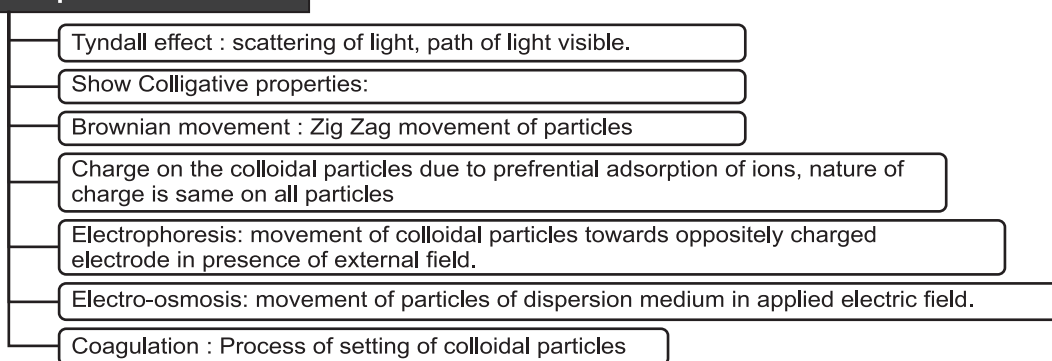 Tyndall effect : scattering of light, path of light visible.
Show Colligative properties:
Brownian movement : Zig Zag movement of particles
Charge on the colloidal particles due to prefrential adsorption of ions, nature of
charge is same on all particles
Electrophoresis: movement of colloidal particles towards oppositely charged
electrode in presence of external field.
Electro-osmosis: movement of particles of dispersion medium in applied electric field.
Coagulation : Process of setting of colloidal particles